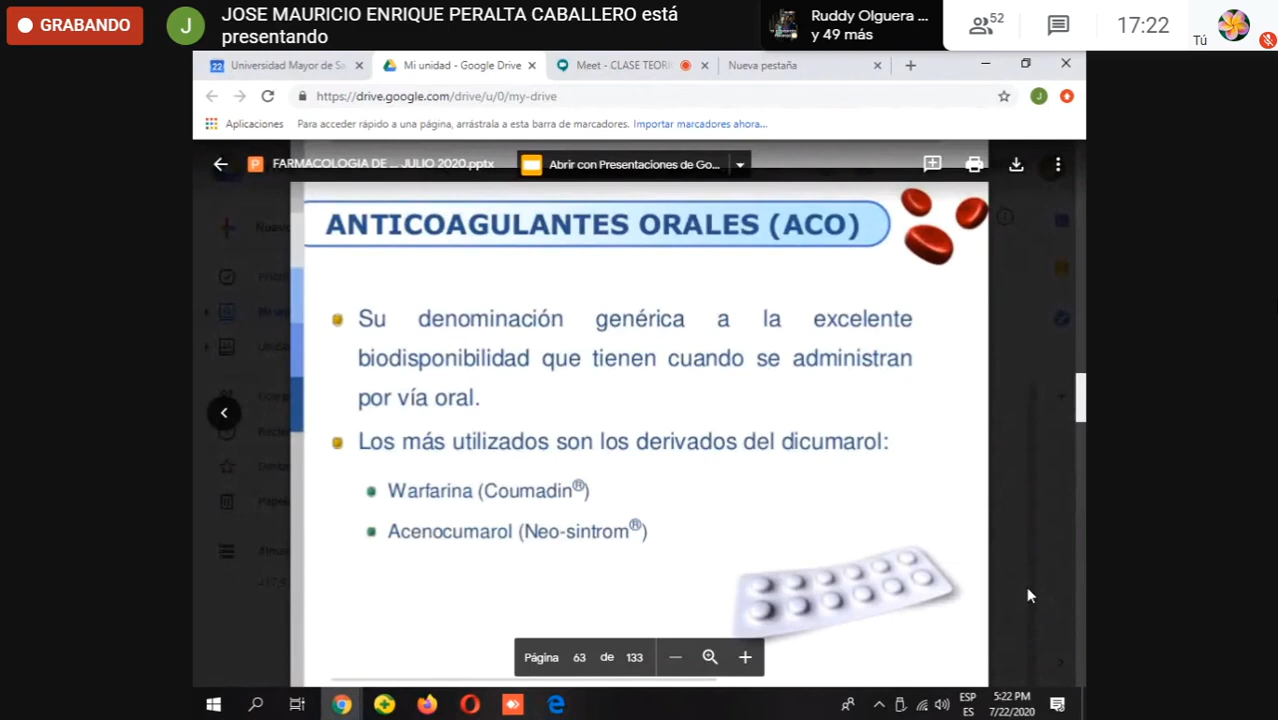 GRABANDO
J
JOSE MAURICIO ENRIQUE PERALTA CABALLERO está
presentando
Ruddy Olguera ...
y 49 más
52
17:22
Tú
22 Universidad Mayor de Sa
Mi unidad - Google Drive
Meet - CLASE TEORI
Nueva pestaña
https://drive.google.com/drive/u/0/my-drive
J
Aplicaciones
Para acceder rápido a una página, arrástrala a esta barra de marcadores.
Importar marcadores ahora...
P FARMACOLOGIA DE ... JULIO 2020.pptx
Abrir con Presentaciones de Go...
ANTICOAGULANTES ORALES (ACO)
Su denominación genérica a la excelente
biodisponibilidad que tienen cuando se administran
por vía oral.
Los más utilizados son los derivados del dicumarol:
Warfarina (Coumadin®)
Acenocumarol (Neo-sintrom®)
Página 63 de 133
ESP
ES
5:22 PM
7/22/2020